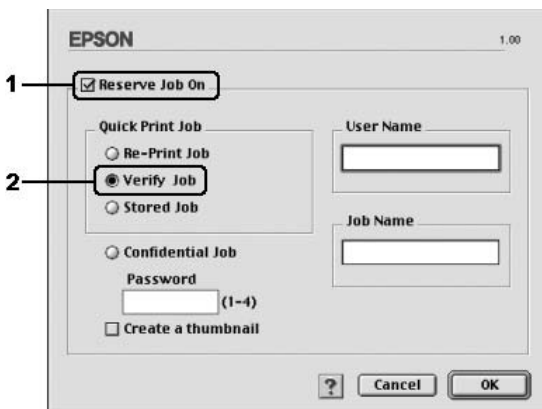 EPSON
1.00
1
Reserve Job On
Quick Print Job
Re-Print Job
2
Verify Job
Stored Job
Confidential Job
Password
(1-4)
Create a thumbnail
User Name
Job Name
?
Cancel
OK